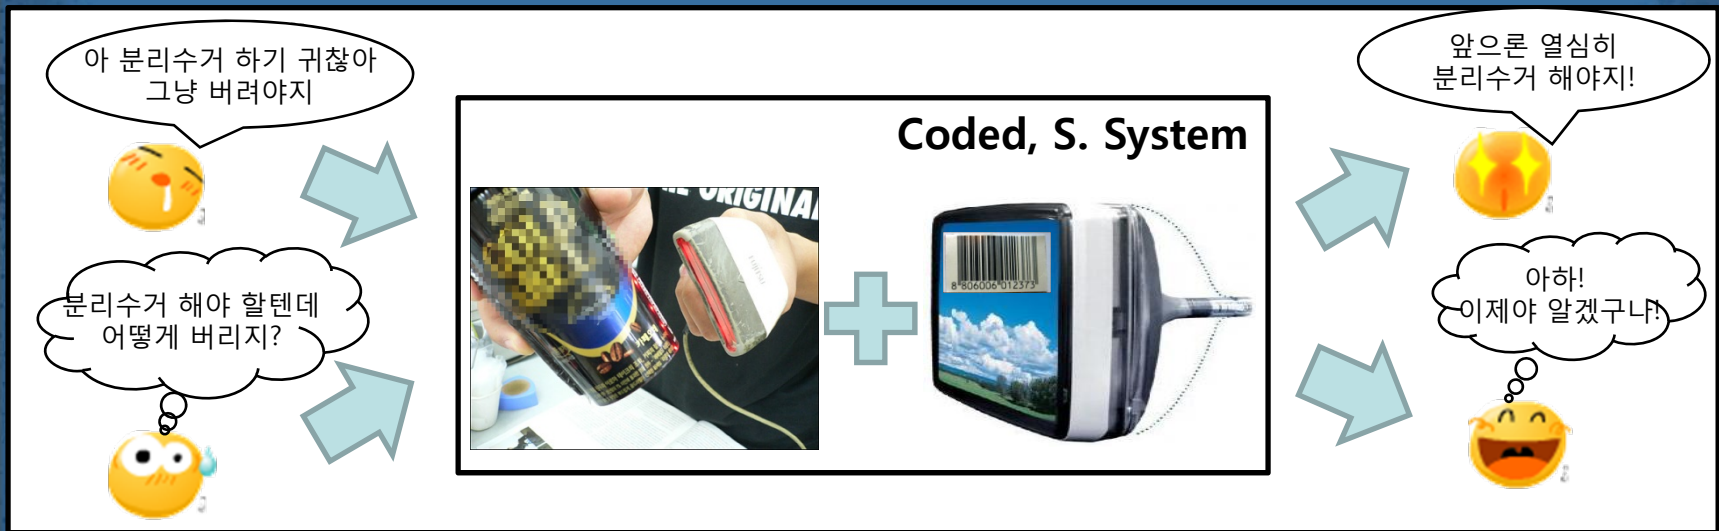 아 분리수거 하기 귀찮아
그냥 버려야지
분리수거 해야 할텐데
어떻게 버리지?
Coded, S. System
ORIGINAL
8 806006 012373
앞으론 열심히
분리수거 해야지!
아하!
이제야 알겠구나!